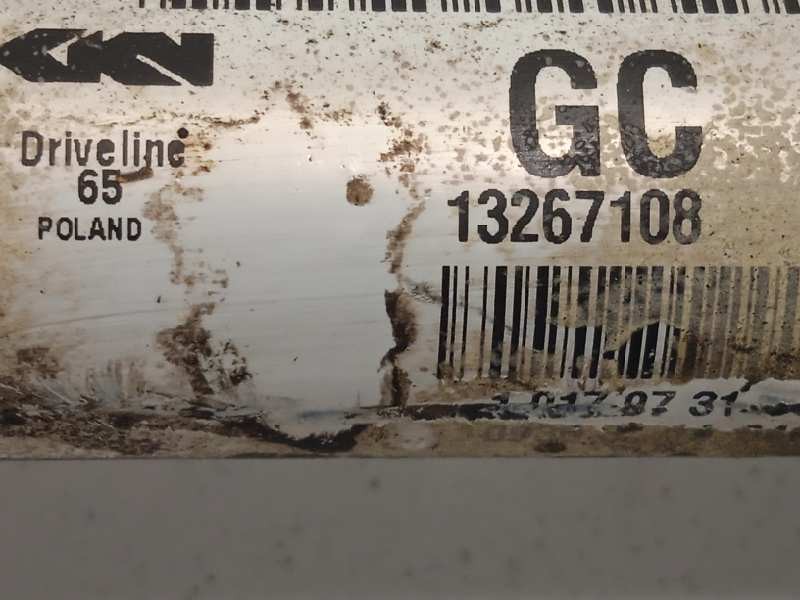 GKN
Driveline
65
POLAND
GC
13267108